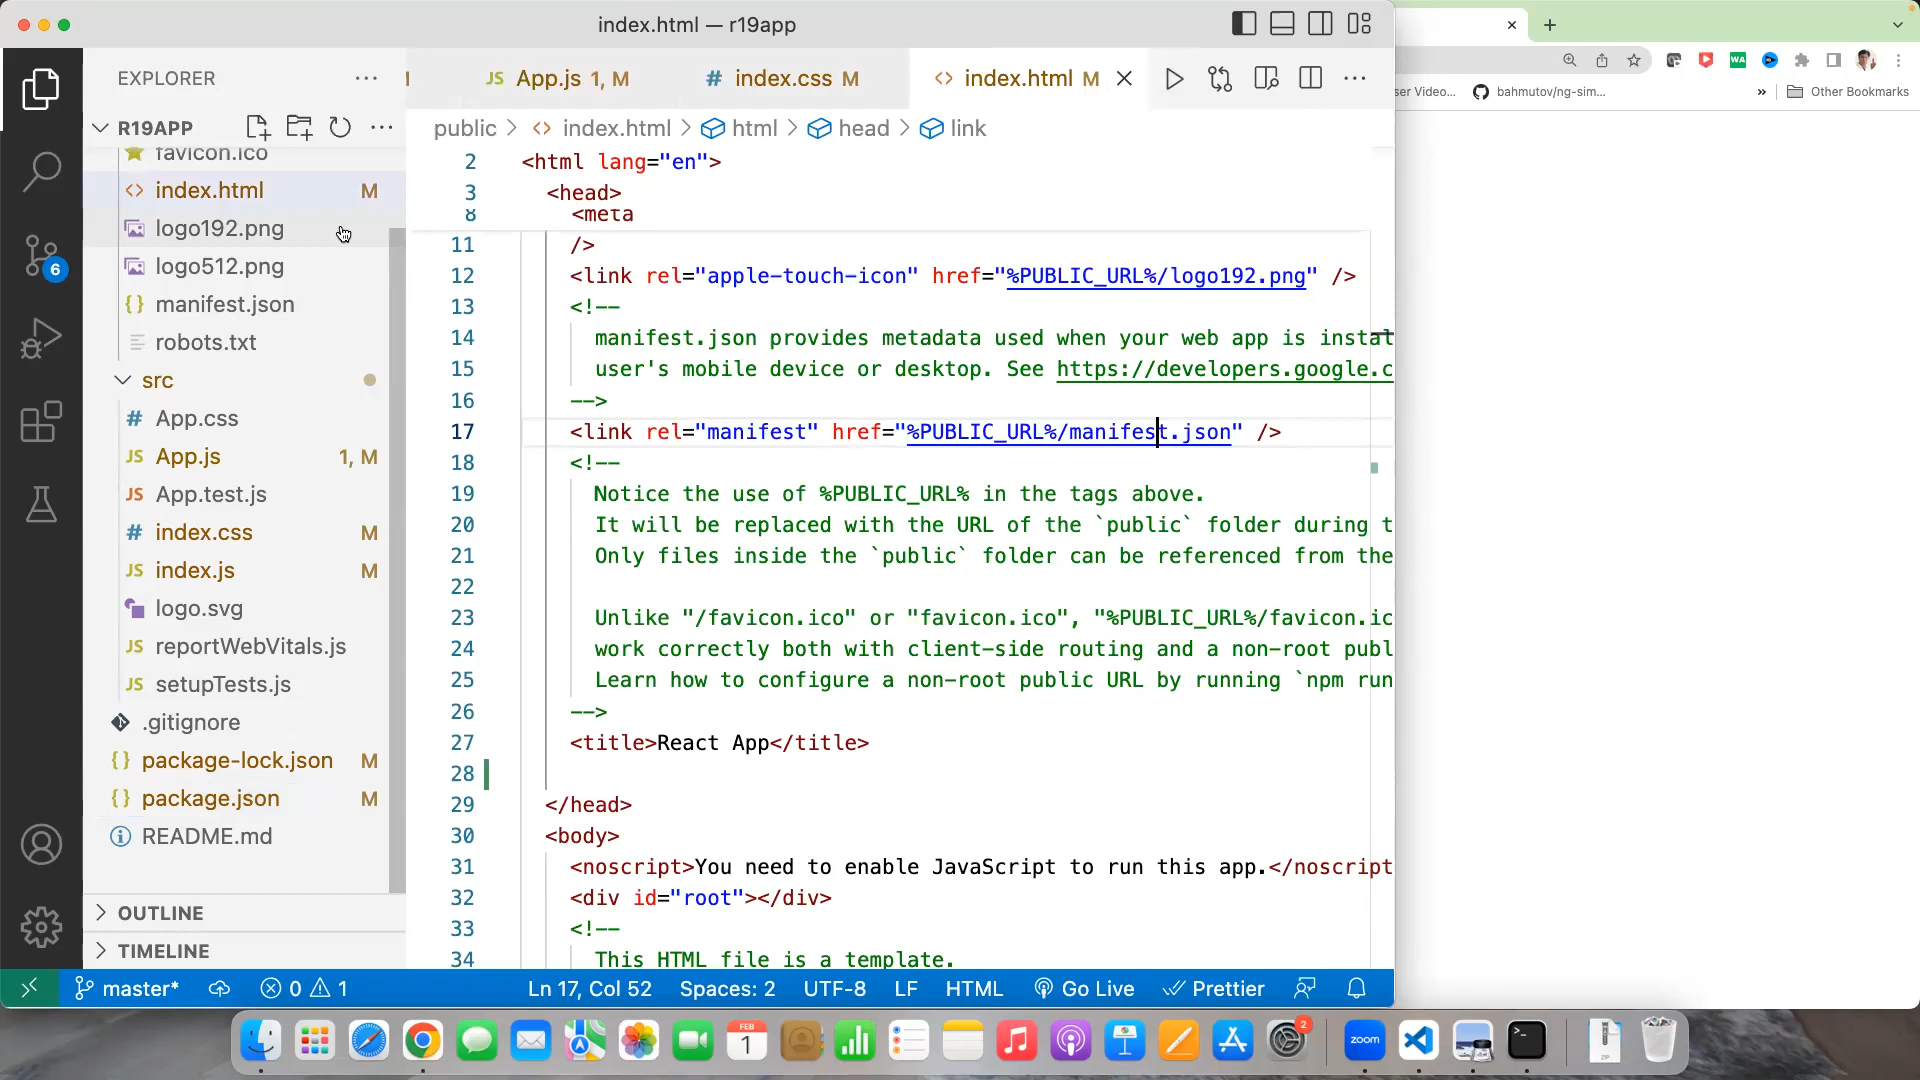 index.html — r19app
EXPLORER
R19APP
favicon.ico
index.html M
logo192.png
logo512.png
manifest.json
robots.txt
src
App.css
App.js 1, M
App.test.js
index.css M
index.js M
logo.svg
reportWebVitals.js
setupTests.js
.gitignore
package-lock.json M
package.json M
README.md
OUTLINE
TIMELINE
6
JS App.js 1, M
# index.css M
<> index.html M
public > <> index.html > html > head > link
2 <html lang="en">
3 <head>
8 <meta
11 />
12 <link rel="apple-touch-icon" href="%PUBLIC_URL%/logo192.png" />
13 <!--
14 manifest.json provides metadata used when your web app is instal
15 user's mobile device or desktop. See https://developers.google.c
16 -->
17 <link rel="manifest" href="%PUBLIC_URL%/manifest.json" />
18 <!--
19 Notice the use of %PUBLIC_URL% in the tags above.
20 It will be replaced with the URL of the `public` folder during t
21 Only files inside the `public` folder can be referenced from the
22
23 Unlike "/favicon.ico" or "favicon.ico", "%PUBLIC_URL%/favicon.ic
24 work correctly both with client-side routing and a non-root publ
25 Learn how to configure a non-root public URL by running `npm run
26 -->
27 <title>React App</title>
28
29 </head>
30 <body>
31 <noscript>You need to enable JavaScript to run this app.</noscript
32 <div id="root"></div>
33 <!--
34 This HTML file is a template.
master* 0 1 Ln 17, Col 52 Spaces: 2 UTF-8 LF HTML Go Live Prettier
WA
ser Video... bahmutov/ng-sim... » Other Bookmarks
FEB
1
2
zoom
ZIP